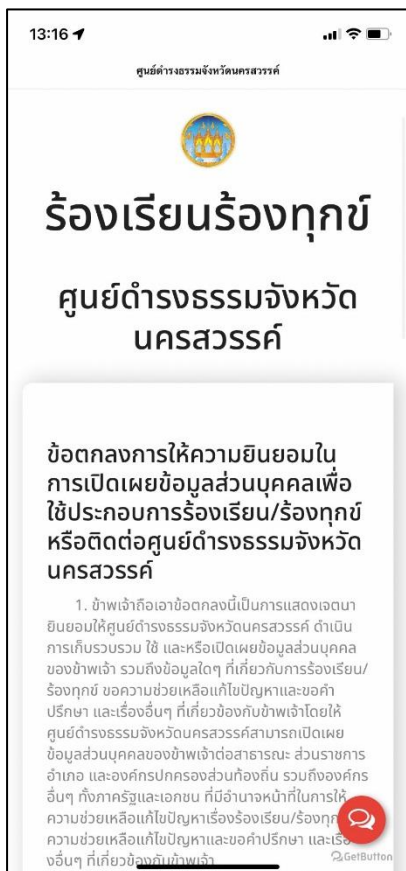 13:16
ศูนย์ดำรงธรรมจังหวัดนครสวรรค์
ร้องเรียนร้องทุกข์
ศูนย์ดำรงธรรมจังหวัด
นครสวรรค์
ข้อตกลงการให้ความยินยอมใน
การเปิดเผยข้อมูลส่วนบุคคลเพื่อ
ใช้ประกอบการร้องเรียน/ร้องทุกข์
หรือติดต่อศูนย์ดำรงธรรมจังหวัด
นครสวรรค์
1. ข้าพเจ้าถือเอาข้อตกลงนี้เป็นการแสดงเจตนา
ยินยอมให้ศูนย์ดำรงธรรมจังหวัดนครสวรรค์ ดำเนิน
การเก็บรวบรวม ใช้ และหรือเปิดเผยข้อมูลส่วนบุคคล
ของข้าพเจ้า รวมถึงข้อมูลใดๆ ที่เกี่ยวกับการร้องเรียน/
ร้องทุกข์ ขอความช่วยเหลือแก้ไขปัญหาและขอคำ
ปรึกษา และเรื่องอื่นๆ ที่เกี่ยวข้องกับข้าพเจ้าโดยให้
ศูนย์ดำรงธรรมจังหวัดนครสวรรค์สามารถเปิดเผย
ข้อมูลส่วนบุคคลของข้าพเจ้าต่อสาธารณะ ส่วนราชการ
อำเภอ และองค์กรปกครองส่วนท้องถิ่น รวมถึงองค์กร
อื่นๆ ทั้งภาครัฐและเอกชน ที่มีอำนาจหน้าที่ในการให้
ความช่วยเหลือแก้ไขปัญหาเรื่องร้องเรียน/ร้องทุก
ความช่วยเหลือแก้ไขปัญหาและขอคำปรึกษา และเรื่
องอื่นๆ ที่เกี่ยวข้องกับข้าพเจ้า
GetButton